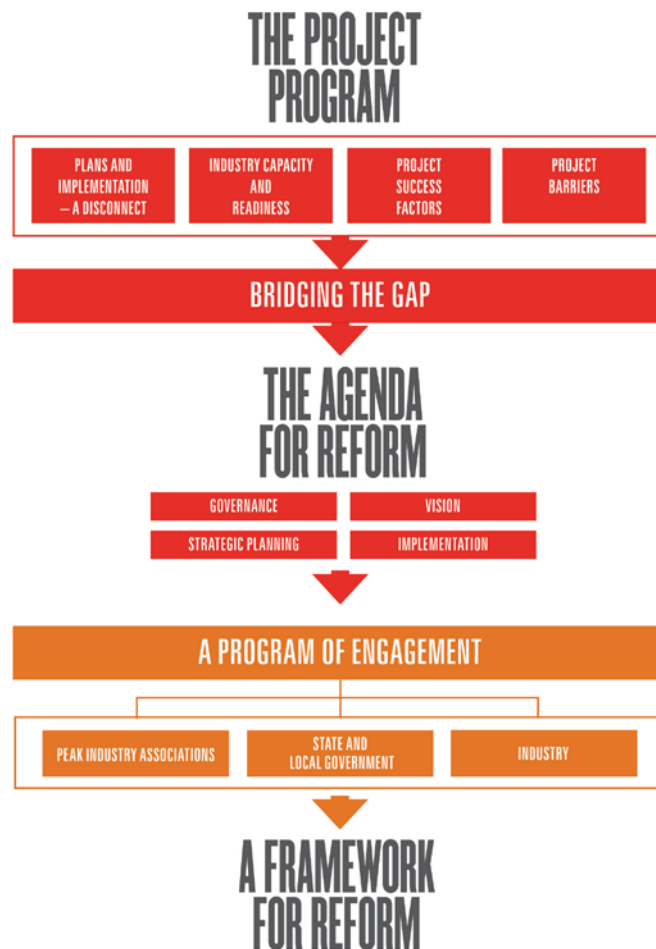 THE PROJECT
PROGRAM
PLANS AND
IMPLEMENTATION
– A DISCONNECT
INDUSTRY CAPACITY
AND
READINESS
PROJECT
SUCCESS
FACTORS
PROJECT
BARRIERS
BRIDGING THE GAP
THE AGENDA
FOR REFORM
GOVERNANCE
VISION
STRATEGIC PLANNING
IMPLEMENTATION
A PROGRAM OF ENGAGEMENT
PEAK INDUSTRY ASSOCIATIONS
STATE AND
LOCAL GOVERNMENT
INDUSTRY
A FRAMEWORK
FOR REFORM